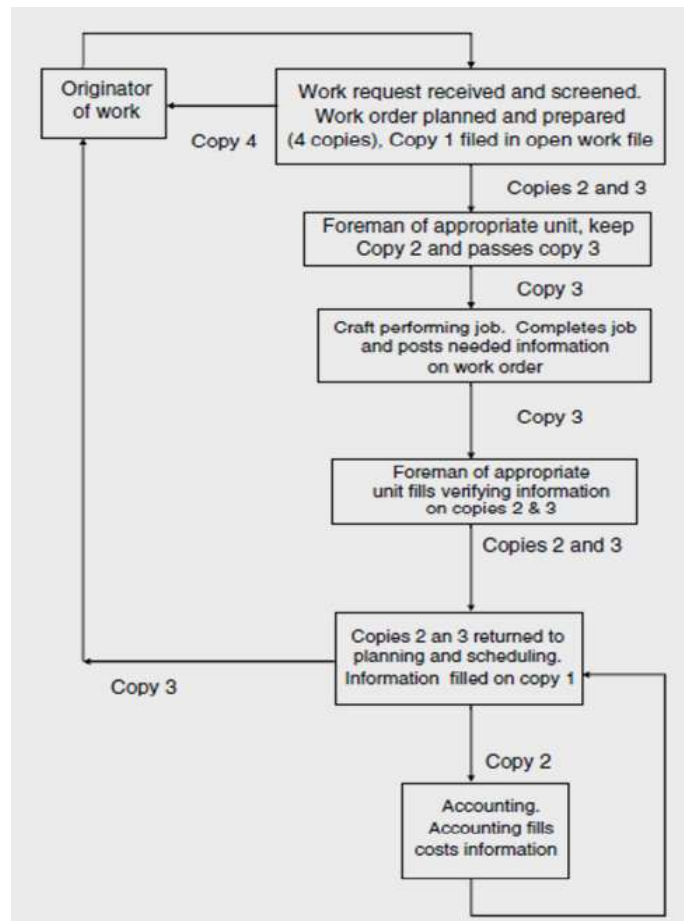 Originator
of work
Work request received and screened.
Work order planned and prepared
(4 copies), Copy 1 filed in open work file
Copy 4
Copies 2 and 3
Foreman of appropriate unit, keep
Copy 2 and passes copy 3
Copy 3
Craft performing job. Completes job
and posts needed information
on work order
Copy 3
Foreman of appropriate
unit fills verifying information
on copies 2 & 3
Copies 2 and 3
Copies 2 an 3 returned to
planning and scheduling.
Information filled on copy 1
Copy 3
Copy 2
Accounting.
Accounting fills
costs information